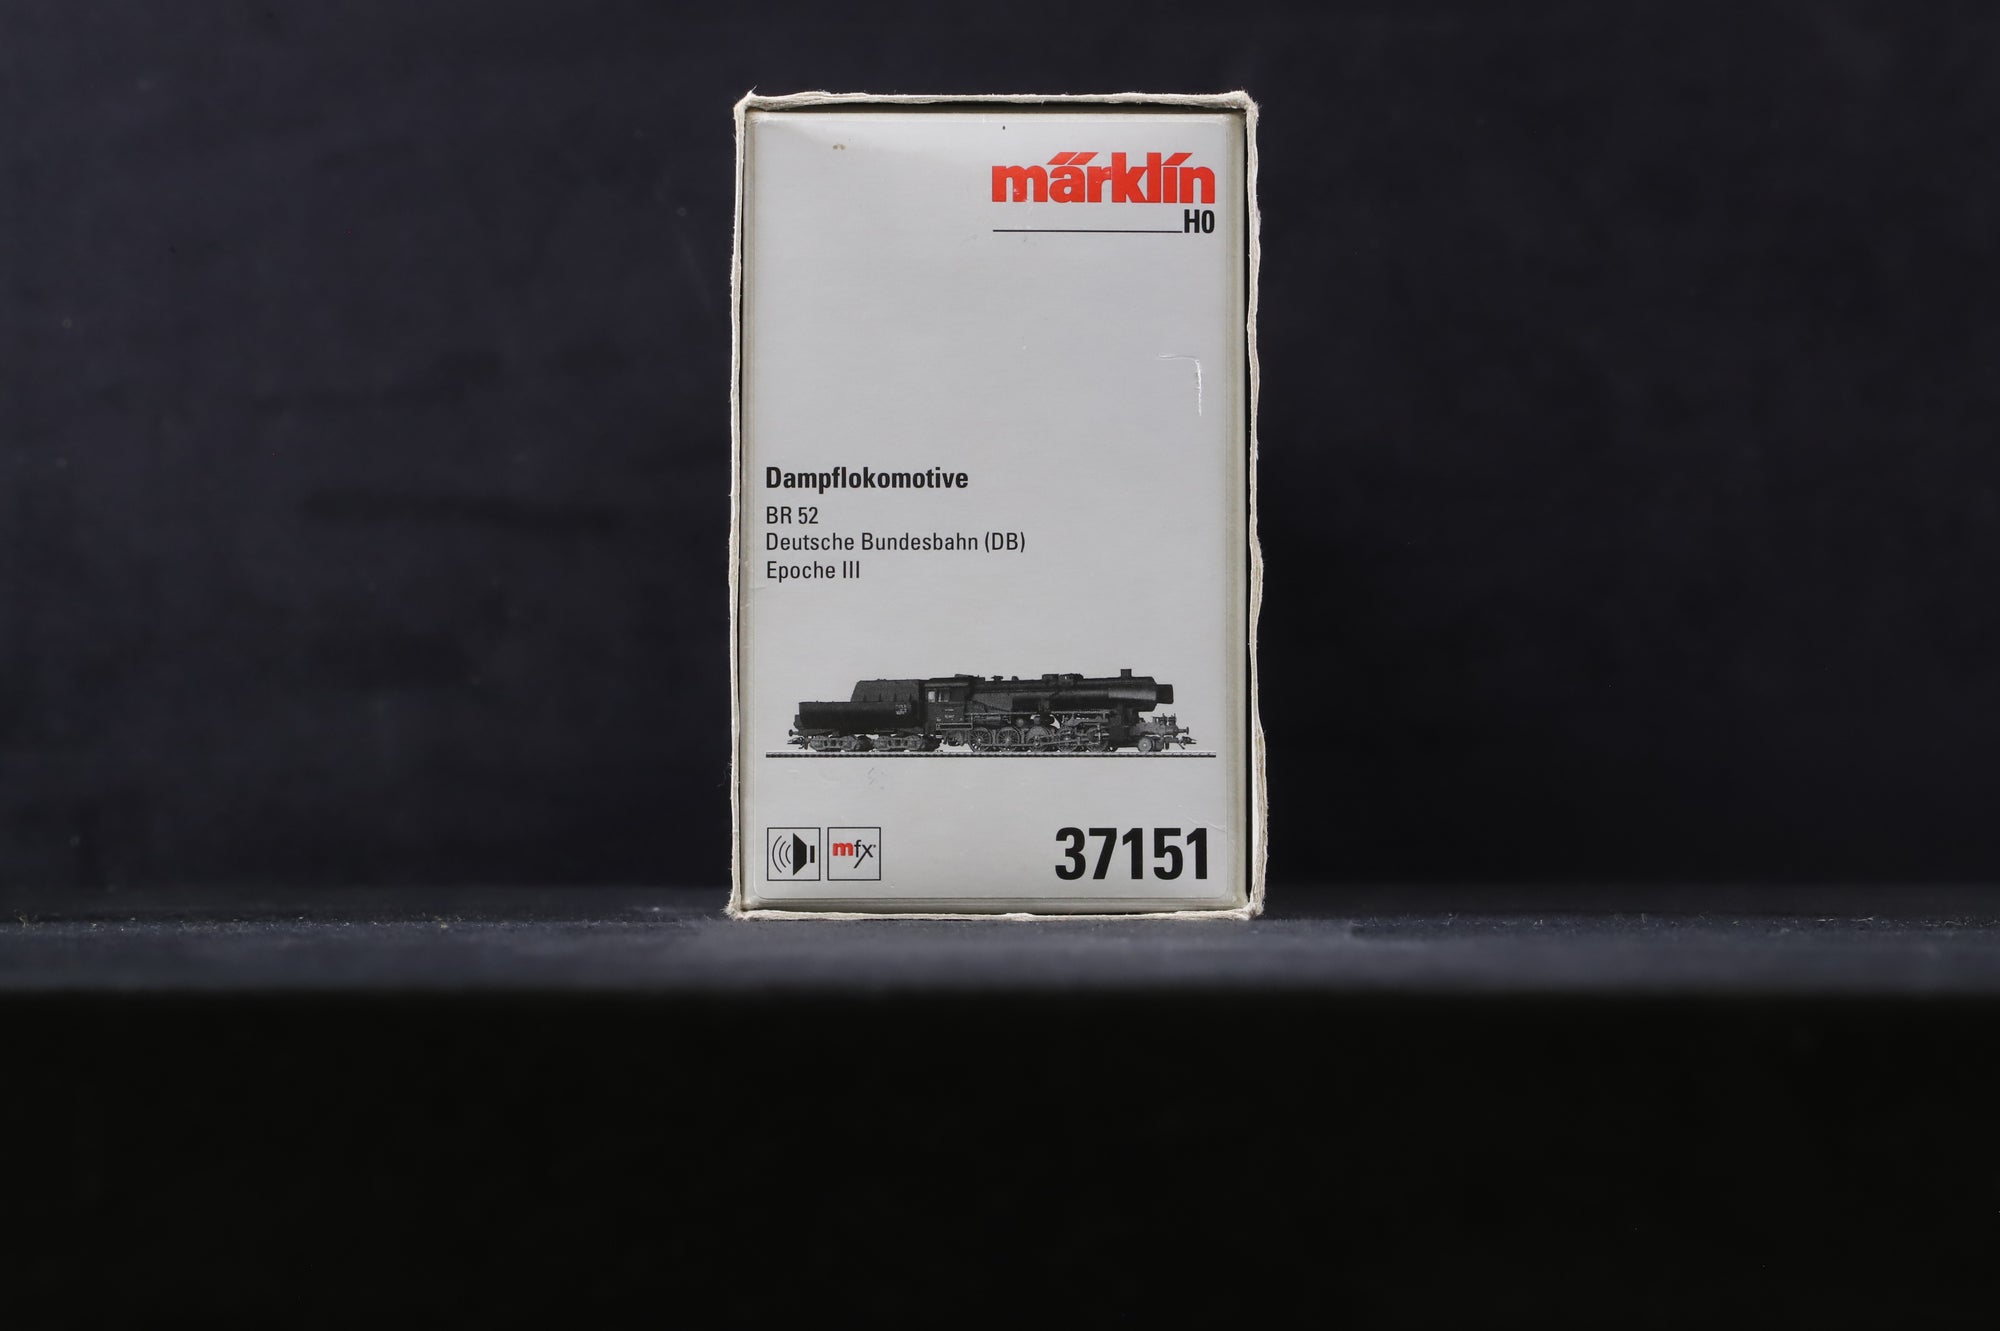 märklin
H0
Dampflokomotive
BR 52
Deutsche Bundesbahn (DB)
Epoche III
mfx
37151